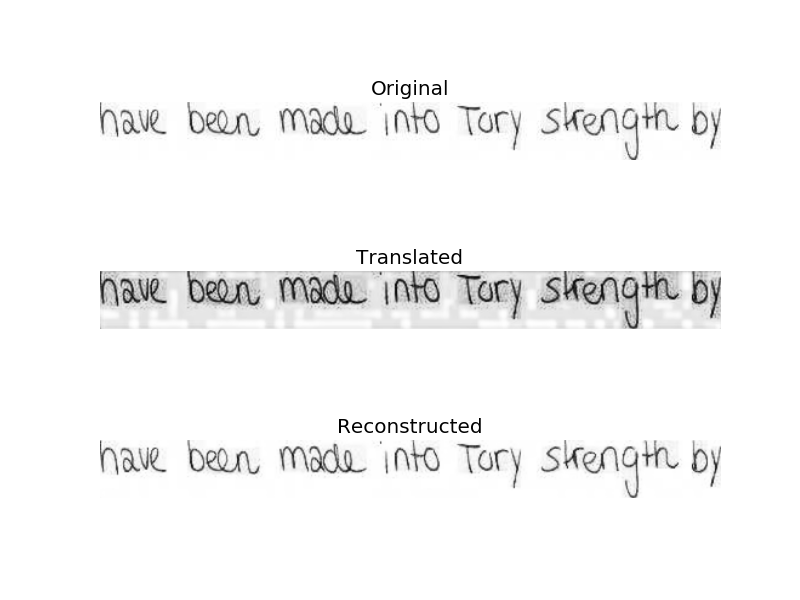 Original
have been made into Tory strength by
Translated
have been made into Tory strength by
Reconstructed
have been made into Tory strength by